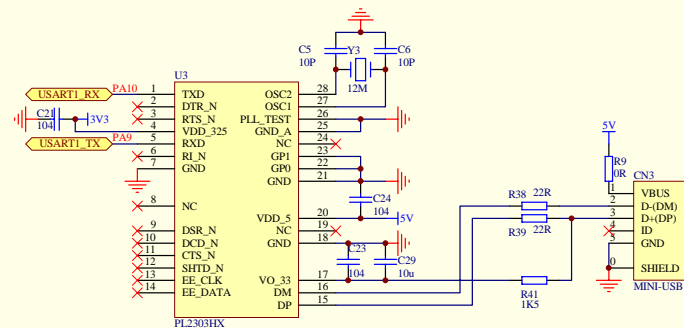 C5
10P
Y3
12M
C6
10P
U3
USART1_RX
PA10
1
TXD
OSC2
28
2
DTR_N
OSC1
27
C21
104
3V3
3
RTS_N
PLL_TEST
26
4
VDD_325
GND_A
25
USART1_TX
PA9
5
RXD
NC
24
6
RI_N
GP1
23
7
GND
GP0
22
GND
21
8
NC
C24
104
VDD_5
20
5V
9
DSR_N
NC
19
10
DCD_N
GND
18
11
CTS_N
12
SHTD_N
C23
104
C29
10u
13
EE_CLK
VO_33
17
14
EE_DATA
DM
16
DP
15
PL2303HX
R38
22R
R39
22R
R41
1K5
5V
R9
0R
CN3
1
VBUS
2
D-(DM)
3
D+(DP)
4
ID
5
GND
0
SHIELD
MINI-USB